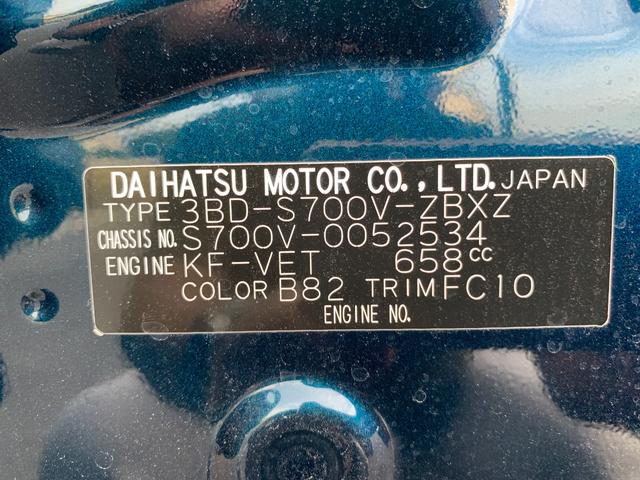 DAIHATSU MOTOR CO.,LTD. JAPAN
TYPE 3BD-S700V-ZBXZ
CHASSIS NO. S700V-0052534
ENGINE KF-VET 658cc
COLOR B82 TRIM FC10
ENGINE NO.